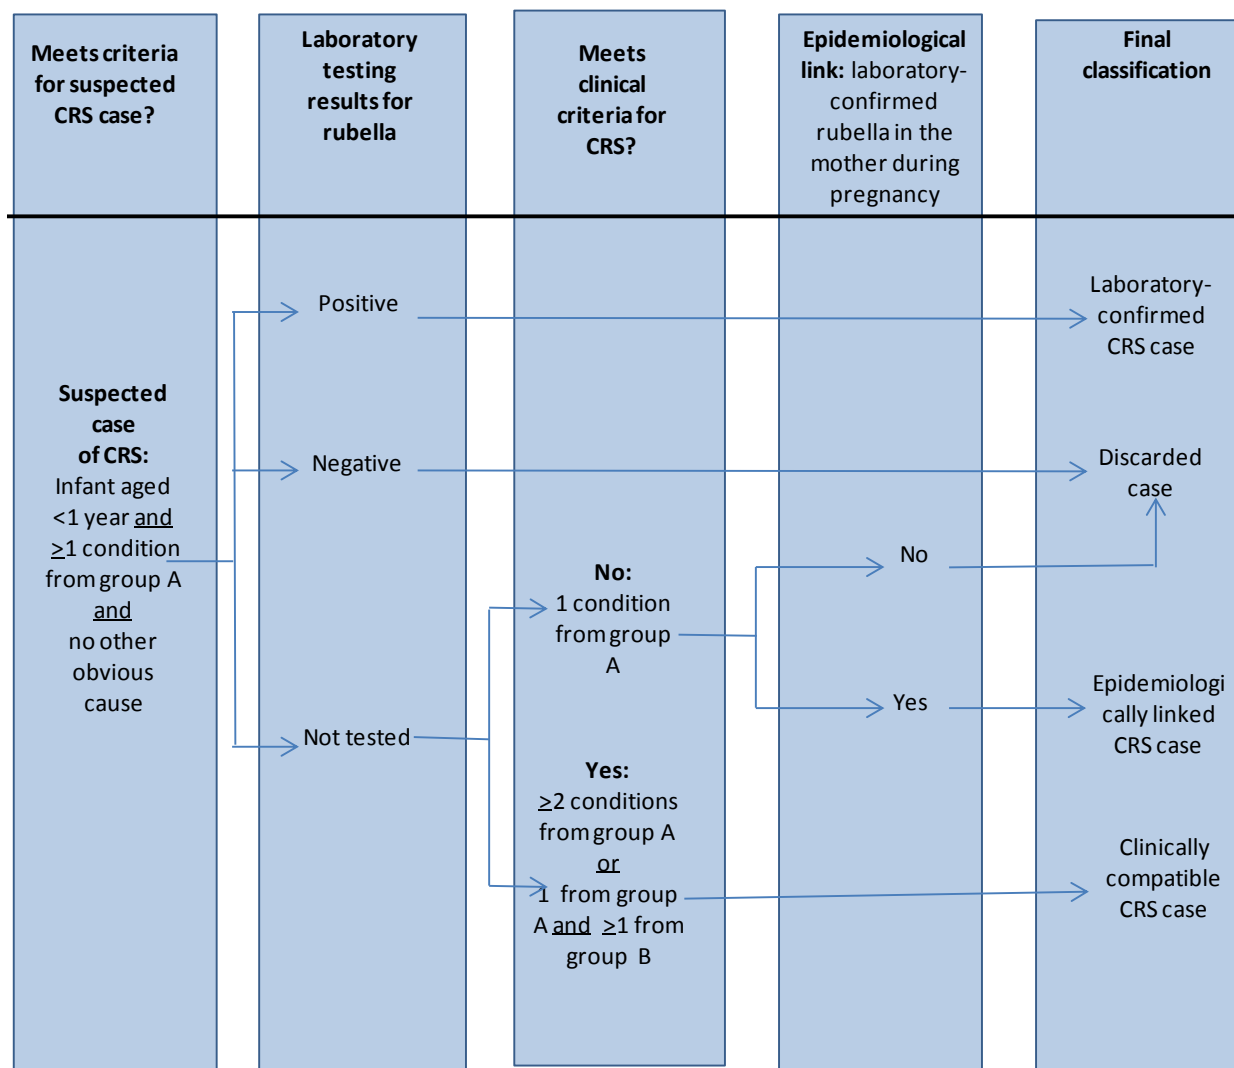 Meets criteria
for suspected
CRS case?
Laboratory
testing
results for
rubella
Meets
clinical
criteria for
CRS?
Epidemiological
link: laboratory-
confirmed
rubella in the
mother during
pregnancy
Final
classification
Suspected
case
of CRS:
Infant aged
<1 year and
≥1 condition
from group A
and
no other
obvious
cause
Positive
Negative
Not tested
No:
1 condition
from group
A
Yes:
≥2 conditions
from group A
or
1 from group
A and ≥1 from
group B
No
Yes
Laboratory-
confirmed
CRS case
Discarded
case
Epidemiologi
cally linked
CRS case
Clinically
compatible
CRS case